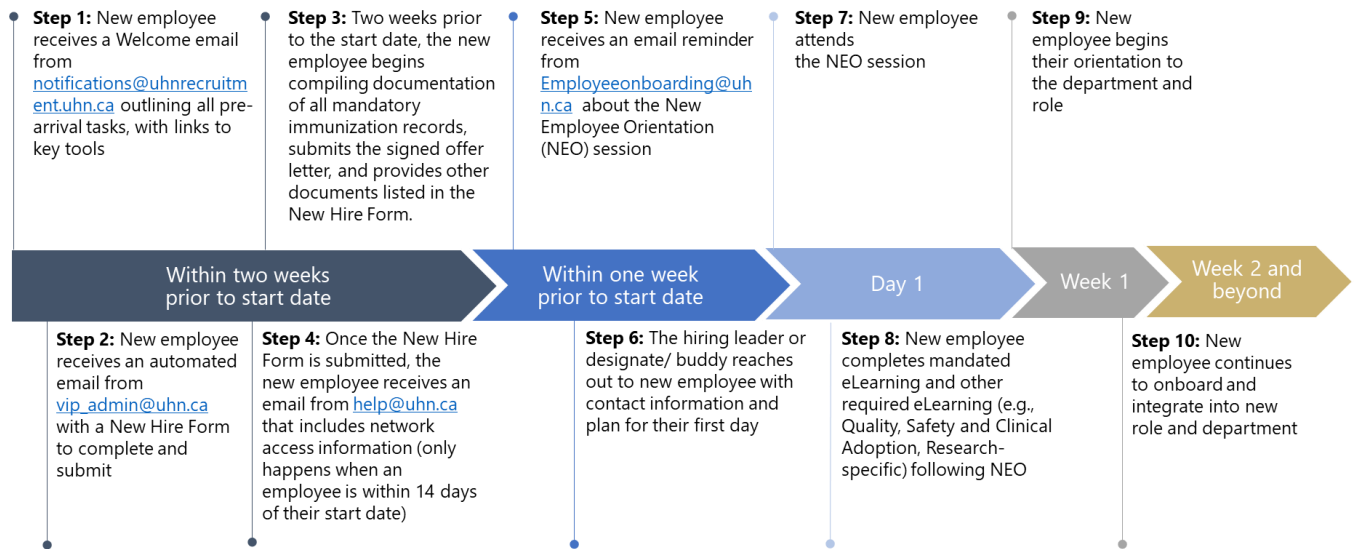 Step 1: New employee
receives a Welcome email
from
notifications@uhnrecruitm
ent.uhn.ca outlining all pre-
arrival tasks, with links to
key tools
Step 3: Two weeks prior
to the start date, the new
employee begins
compiling documentation
of all mandatory
immunization records,
submits the signed offer
letter, and provides other
documents listed in the
New Hire Form.
Step 5: New employee
receives an email reminder
from
Employeeonboarding@uh
n.ca about the New
Employee Orientation
(NEO) session
Step 7: New employee
attends
the NEO session
Step 9: New
employee begins
their orientation to
the department and
role
Within two weeks
prior to start date
Within one week
prior to start date
Day 1
Week 1
Week 2 and
beyond
Step 2: New employee
receives an automated
email from
vip_admin@uhn.ca
with a New Hire Form
to complete and
submit
Step 4: Once the New Hire
Form is submitted, the
new employee receives an
email from help@uhn.ca
that includes network
access information (only
happens when an
employee is within 14 days
of their start date)
Step 6: The hiring leader or
designate/ buddy reaches
out to new employee with
contact information and
plan for their first day
Step 8: New employee
completes mandated
eLearning and other
required eLearning (e.g.,
Quality, Safety and Clinical
Adoption, Research-
specific) following NEO
Step 10: New
employee continues
to onboard and
integrate into new
role and department